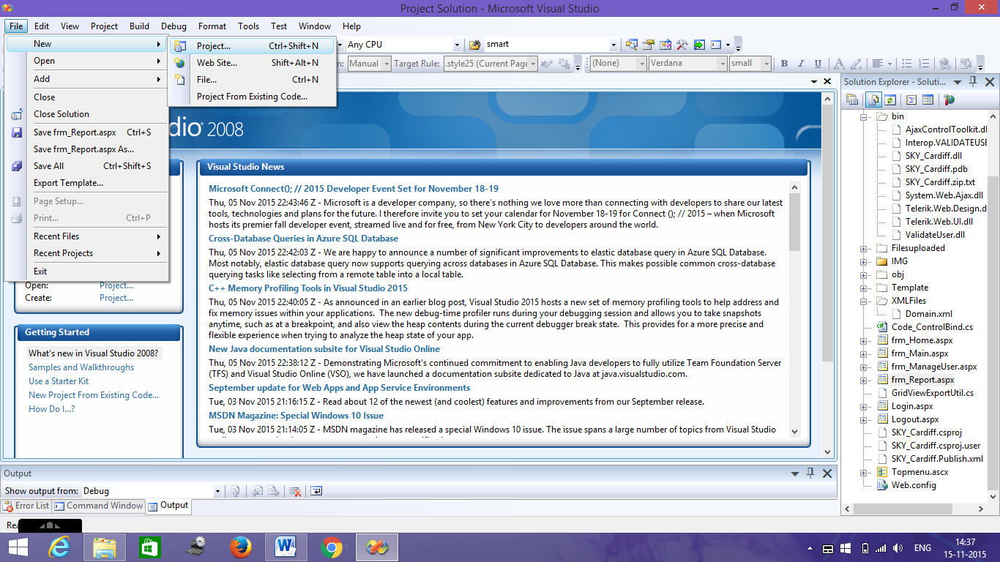 Project Solution - Microsoft Visual Studio
File Edit View Project Build Debug Format Tools Test Window Help
Any CPU smart
Manual Target Rule: .style25 (Current Page (None) Verdana small B I U A
New
Open
Add
Close
Close Solution
Save frm_Report.aspx Ctrl+S
Save frm_Report.aspx As...
Save All Ctrl+Shift+S
Export Template...
Page Setup...
Print... Ctrl+P
Recent Files
Recent Projects
Exit
Project... Ctrl+Shift+N
Web Site... Shift+Alt+N
File... Ctrl+N
Project From Existing Code...
2008
Open: Project...
Create: Project...
Getting Started
What's new in Visual Studio 2008?
Samples and Walkthroughs
Use a Starter Kit
New Project From Existing Code...
How Do I...?
Visual Studio News
Microsoft Connect(); // 2015 Developer Event Set for November 18-19
Thu, 05 Nov 2015 22:43:46 Z - Microsoft is a developer company, so there's nothing we love more than connecting with developers to share our latest
tools, technologies and plans for the future. I therefore invite you to set your calendar for November 18-19 for Connect (); // 2015 – when Microsoft
hosts its premier fall developer event, streamed live and for free, from New York City to developers around the world.
Cross-Database Queries in Azure SQL Database
Thu, 05 Nov 2015 22:42:03 Z - We are happy to announce a number of significant improvements to elastic database query in Azure SQL Database.
Most notably, elastic database query now supports querying across databases in Azure SQL Database. This makes possible common cross-database
querying tasks like selecting from a remote table into a local table.
C++ Memory Profiling Tools in Visual Studio 2015
Thu, 05 Nov 2015 22:40:05 Z - As announced in an earlier blog post, Visual Studio 2015 hosts a new set of memory profiling tools to help address and
fix memory issues within your applications. The new debug-time profiler runs during your debugging session and allows you to take snapshots
anytime, such as at a breakpoint, and also view the heap contents during the current debugger break state. This provides for a more precise and
flexible experience when trying to analyze the heap state of your app.
New Java documentation subsite for Visual Studio Online
Thu, 05 Nov 2015 22:38:12 Z - Demonstrating Microsoft's continued commitment to enabling Java developers to fully utilize Team Foundation Server
(TFS) and Visual Studio Online (VSO), we have launched a documentation subsite dedicated to Java at java.visualstudio.com.
September update for Web Apps and App Service Environments
Tue, 03 Nov 2015 21:16:15 Z - Read about 12 of the newest (and coolest) features and improvements from our September release.
MSDN Magazine: Special Windows 10 Issue
Tue, 03 Nov 2015 21:14:05 Z - MSDN magazine has released a special Windows 10 issue. The issue spans a large number of topics from Visual Studio
Solution Explorer - Soluti...
bin
AjaxControlToolkit.dl
Interop.VALIDATEUSE
SKY_Cardiff.dll
SKY_Cardiff.pdb
SKY_Cardiff.zip.txt
System.Web.Ajax.dll
Telerik.Web.Design.d
Telerik.Web.UI.dll
ValidateUser.dll
Filesuploaded
IMG
obj
Template
XMLFiles
Domain.xml
Code_ControlBind.cs
frm_Home.aspx
frm_Main.aspx
frm_ManageUser.aspx
frm_Report.aspx
GridViewExportUtil.cs
Login.aspx
Logout.aspx
SKY_Cardiff.csproj
SKY_Cardiff.csproj.user
SKY_Cardiff.Publish.xml
Topmenu.ascx
Web.config
Output
Show output from: Debug
Error List Command Window Output
ENG
14:37
15-11-2015